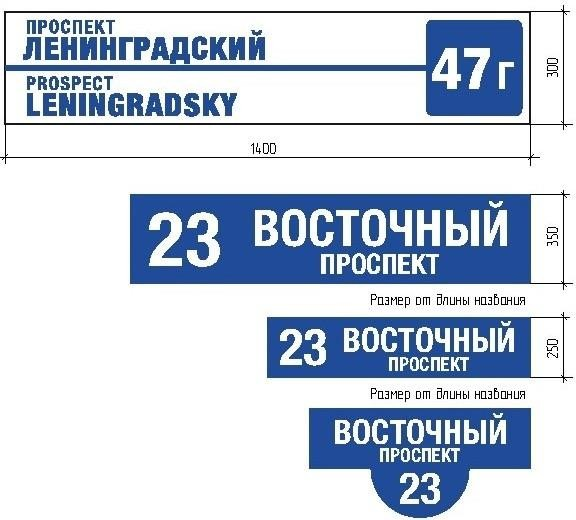 ПРОСПЕКТ
ЛЕНИНГРАДСКИЙ
PROSPECT
LENINGRADSKY
47г
300
1400
23 ВОСТОЧНЫЙ
ПРОСПЕКТ
350
Размер от длины названия
23 ВОСТОЧНЫЙ
ПРОСПЕКТ
250
Размер от длины названия
ВОСТОЧНЫЙ
ПРОСПЕКТ
23